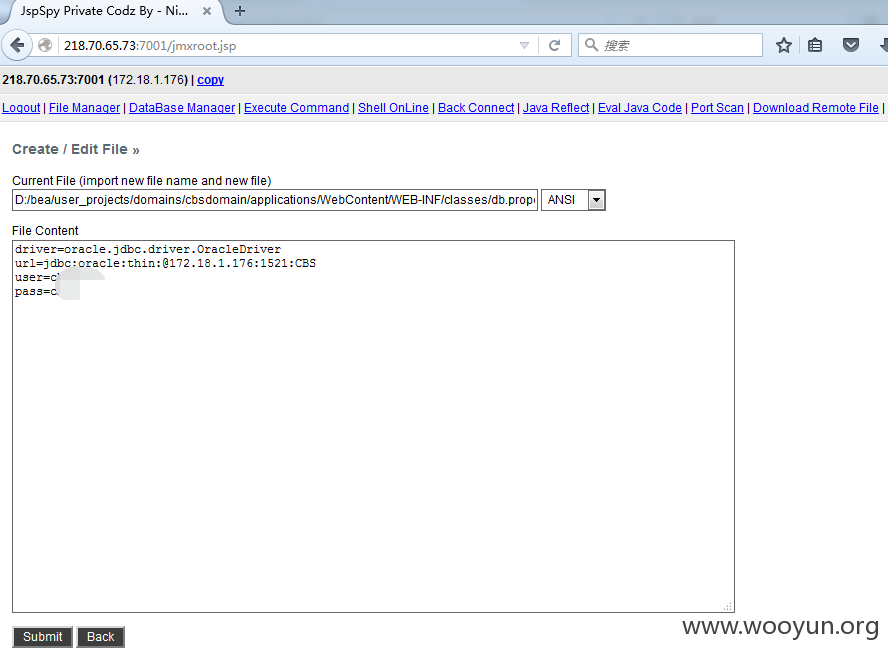 JspSpy Private Codz By - Ni...
218.70.65.73:7001/jmxroot.jsp
搜索
218.70.65.73:7001 (172.18.1.176) | copy
Logout | File Manager | DataBase Manager | Execute Command | Shell OnLine | Back Connect | Java Reflect | Eval Java Code | Port Scan | Download Remote File |
Create / Edit File »
Current File (import new file name and new file)
D:/bea/user_projects/domains/cbsdomain/applications/WebContent/WEB-INF/classes/db.prop
ANSI
File Content
driver=oracle.jdbc.driver.OracleDriver
url=jdbc:oracle:thin:@172.18.1.176:1521:CBS
user=c
pass=c
Submit
Back
www.wooyun.org